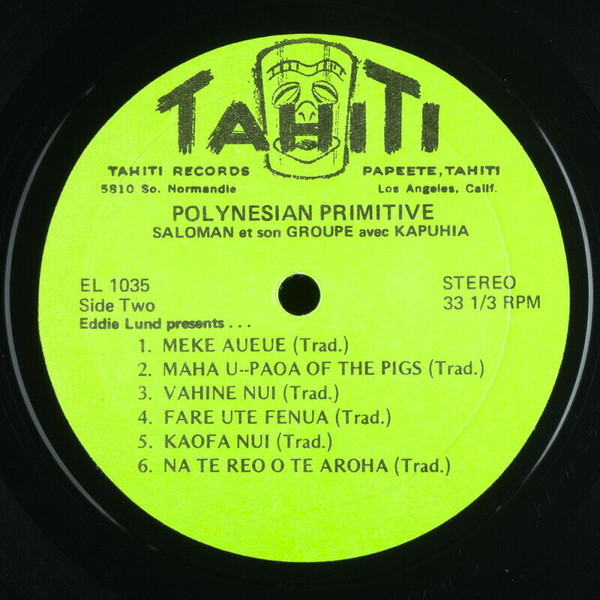 TAHITI
TAHITI RECORDS PAPEETE, TAHITI
5810 So. Normandie Los Angeles, Calif.
POLYNESIAN PRIMITIVE
SALOMAN et son GROUPE avec KAPUHIA
EL 1035 STEREO
Side Two 33 1/3 RPM
Eddie Lund presents . . .
1. MEKE AUEUE (Trad.)
2. MAHA U--PAOA OF THE PIGS (Trad.)
3. VAHINE NUI (Trad.)
4. FARE UTE FENUA (Trad.)
5. KAOFA NUI (Trad.)
6. NA TE REO O TE AROHA (Trad.)